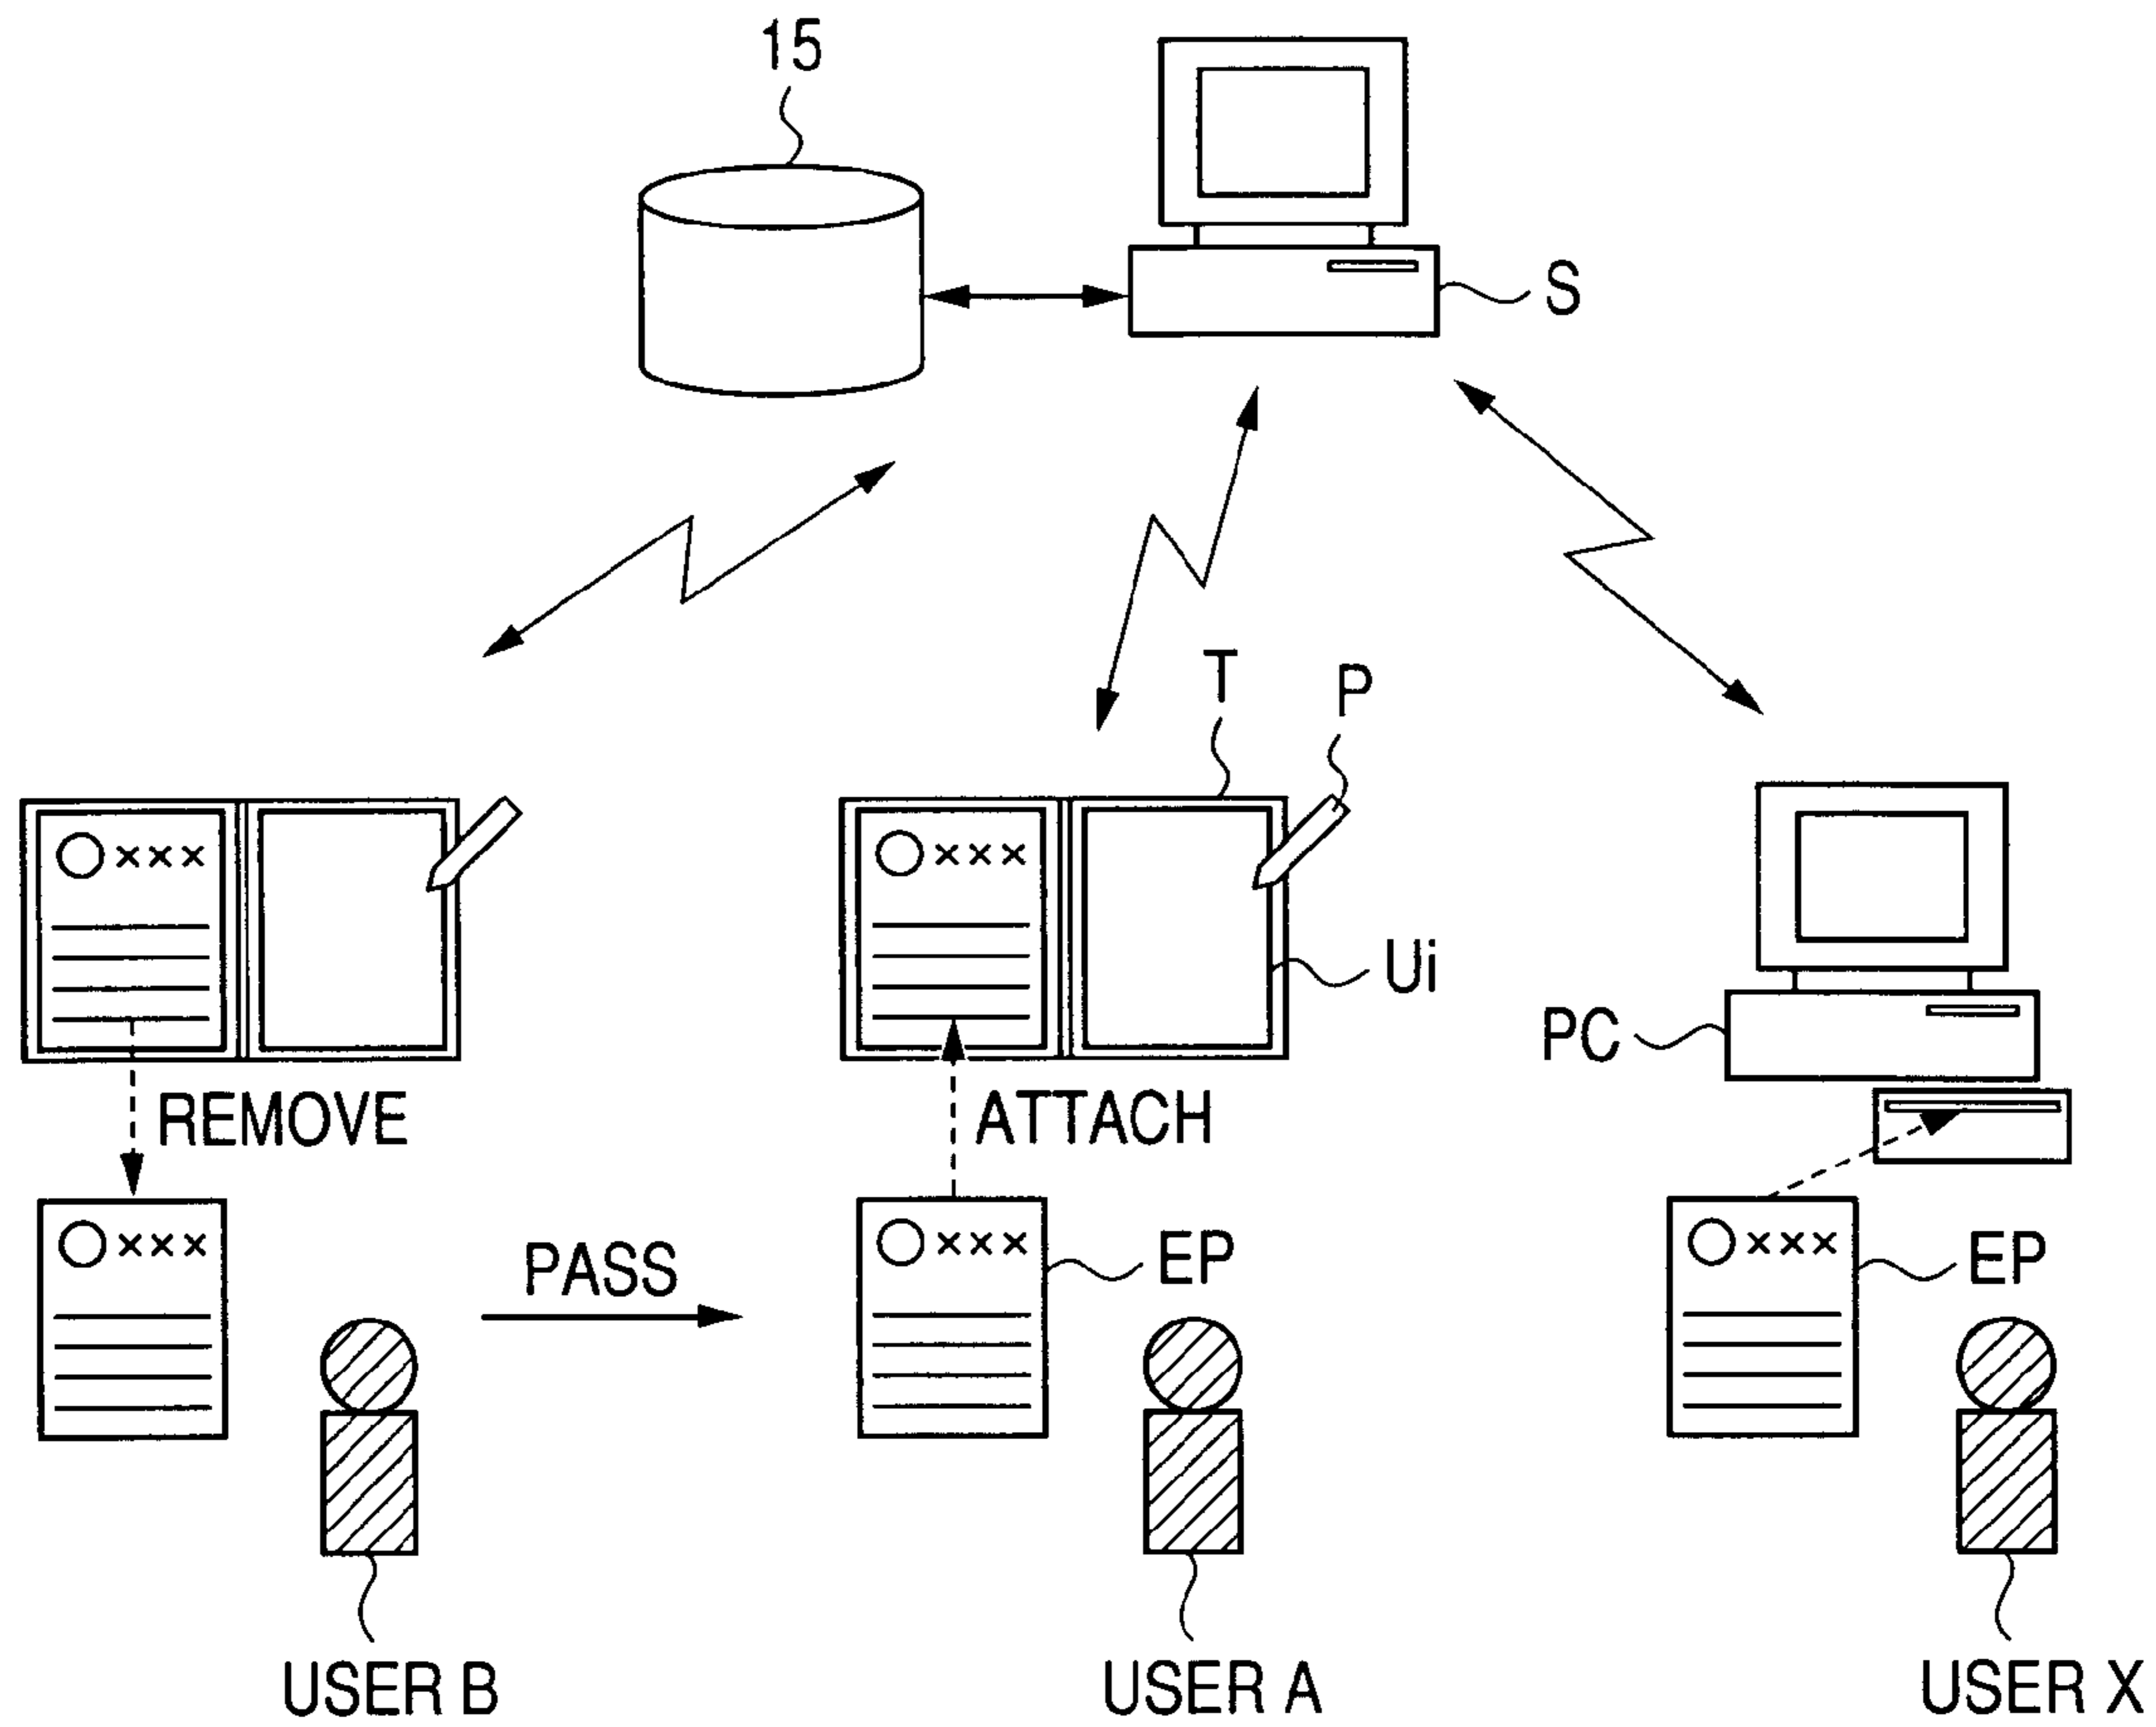 15
S
T
P
×××
×××
Ui
PC
REMOVE
ATTACH
×××
PASS
×××
EP
×××
EP
USER B
USER A
USER X